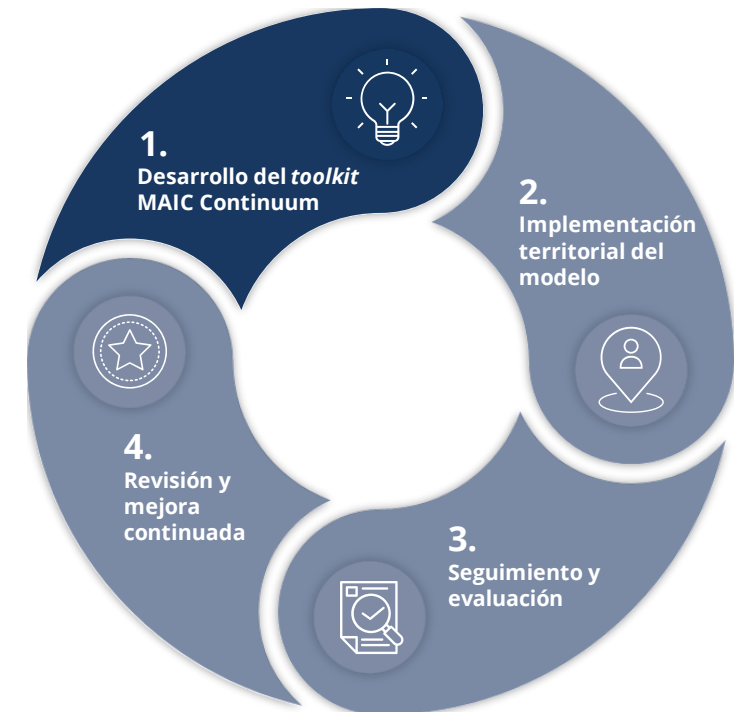 1.
Desarrollo del toolkit
MAIC Continuum
2.
Implementación
territorial del
modelo
3.
Seguimiento y
evaluación
4.
Revisión y
mejora
continuada